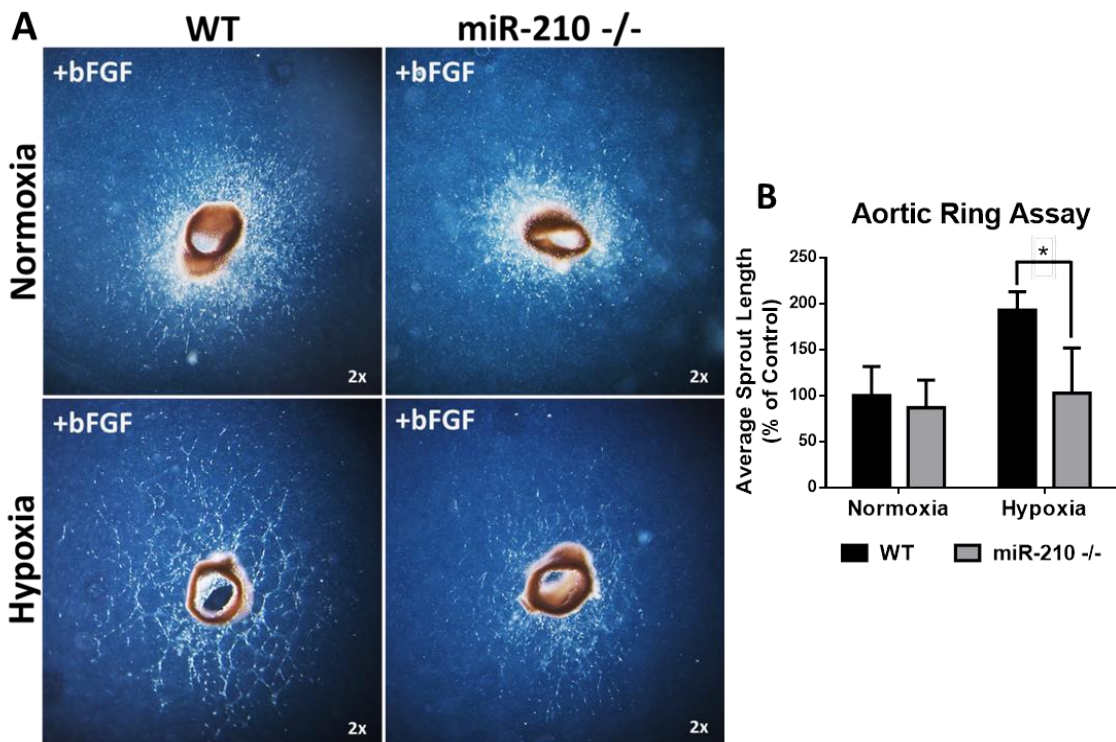 A
WT
miR-210 -/-
Normoxia
+bFGF
2x
+bFGF
2x
Hypoxia
+bFGF
2x
+bFGF
2x
B
Aortic Ring Assay
Average Sprout Length
(% of Control)
250
200
150
100
50
0
*
Normoxia
Hypoxia
WT
miR-210 -/-